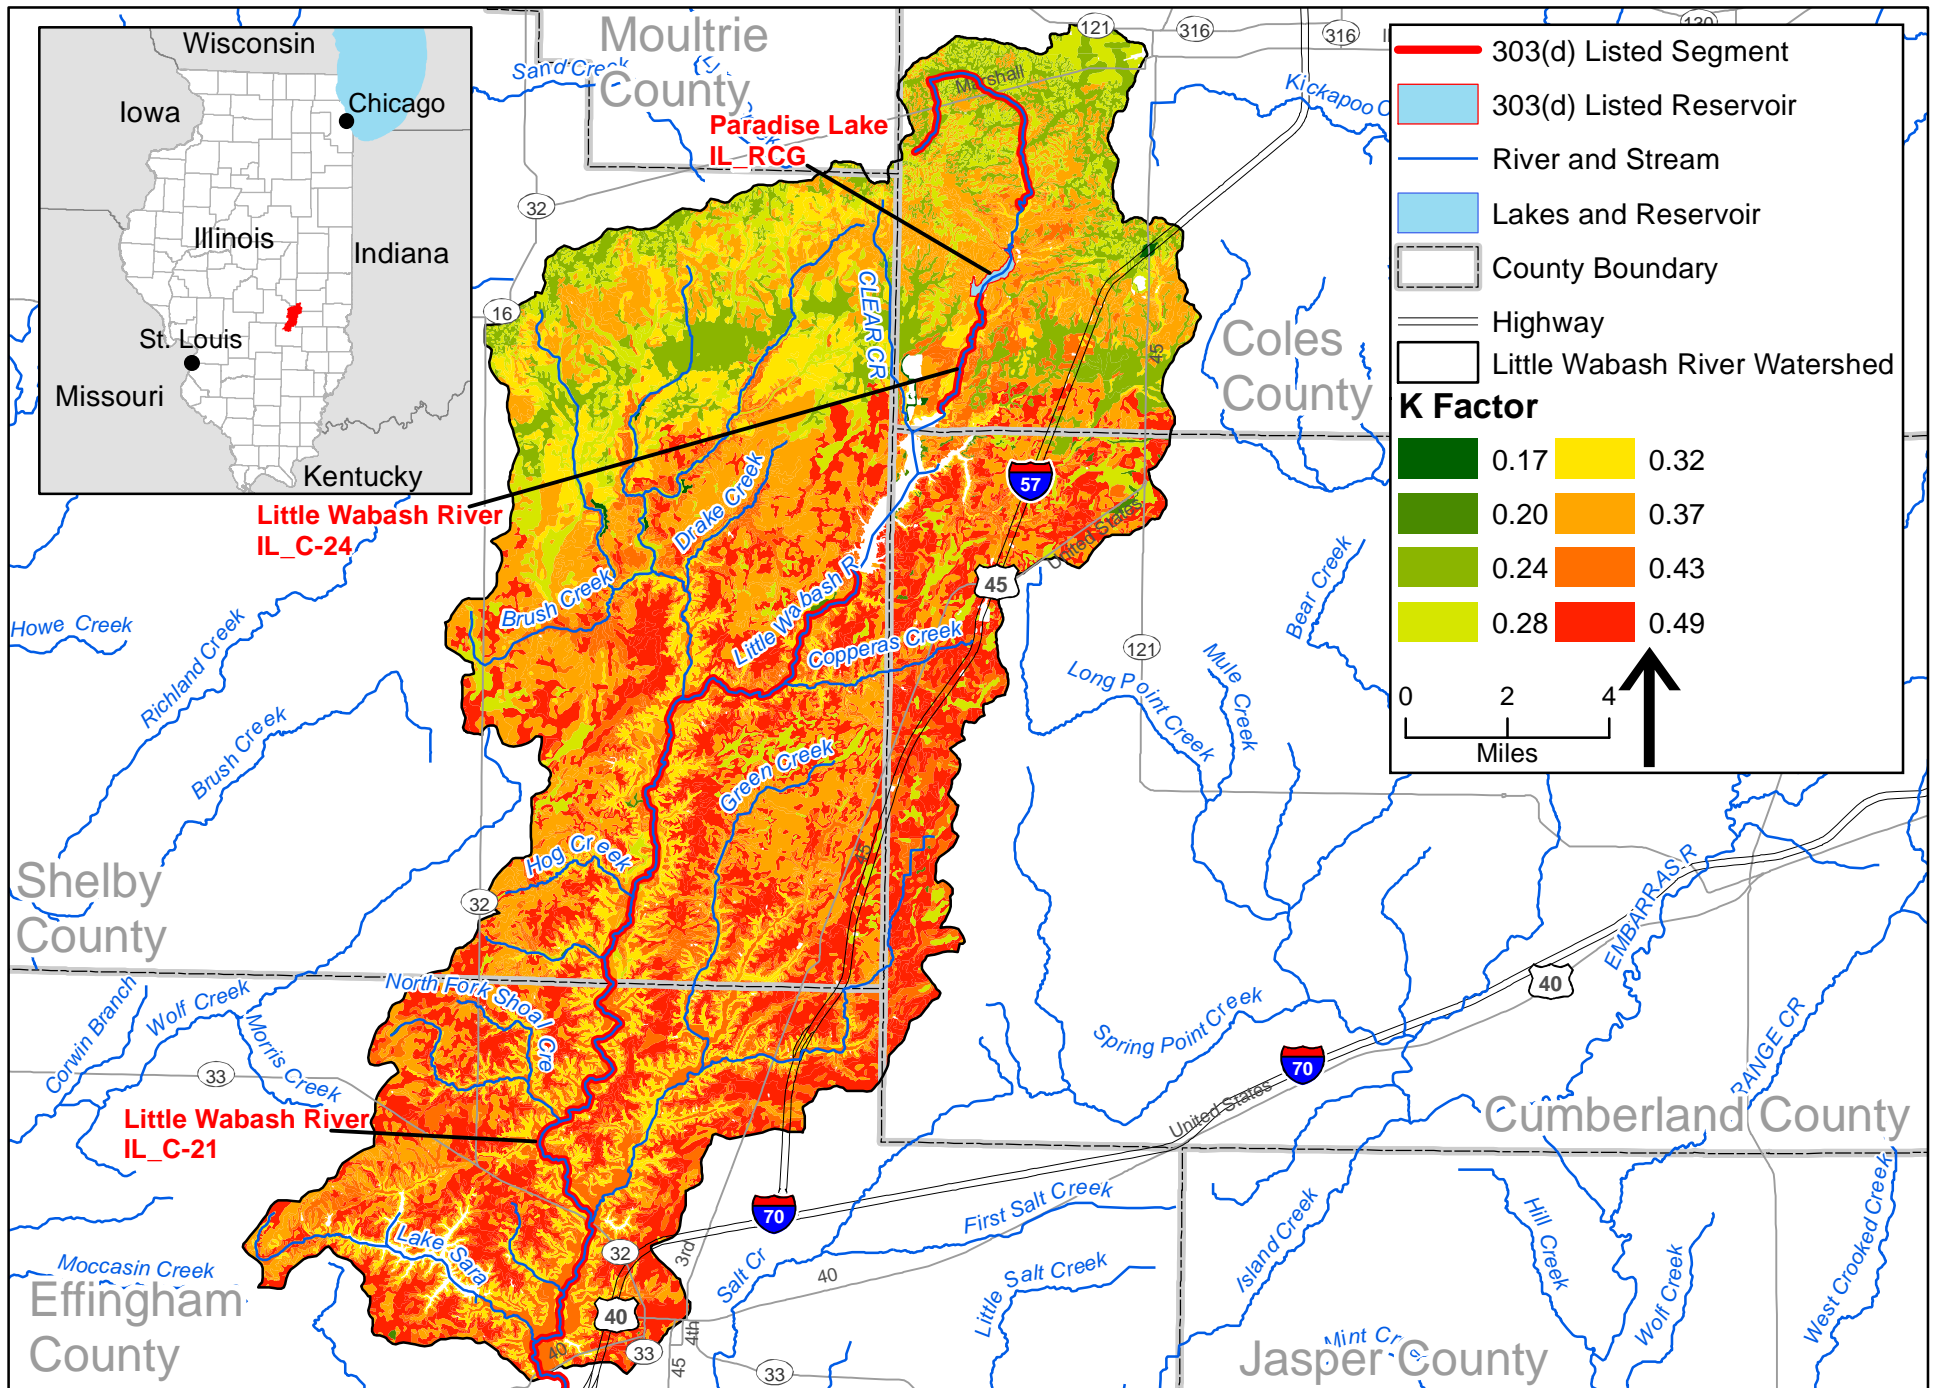 Wisconsin
Iowa
Chicago
Illinois
Indiana
St. Louis
Missouri
Kentucky
Moultrie
County
Sand Creek
Paradise Lake
IL_RCG
121
316
316
Marshall
32
16
CLEAR CR
Coles
County
45
303(d) Listed Segment
303(d) Listed Reservoir
River and Stream
Lakes and Reservoir
County Boundary
Highway
Little Wabash River Watershed
K Factor
0.17
0.32
0.20
0.37
0.24
0.43
0.28
0.49
0
2
4
Miles
57
United States
45
Little Wabash River
IL_C-24
Drake Creek
Brush Creek
Little Wabash R
Copperas Creek
Howe Creek
Richland Creek
Brush Creek
Bear Creek
121
Mule Creek
Long Point Creek
Green Creek
45
Hog Creek
Shelby
County
32
EMBARRAS R
40
North Fork Shoal Cre
Corwin Branch
Wolf Creek
Morris Creek
33
Spring Point Creek
70
United States
RANGE CR
Cumberland County
Little Wabash River
IL_C-21
70
First Salt Creek
Salt Cr
Little Salt Creek
Island Creek
Hill Creek
Wolf Creek
West Crooked Creek
Lake Sara
Moccasin Creek
Effingham
County
32
3rd
40
40
40
4th
33
45
33
Jasper County